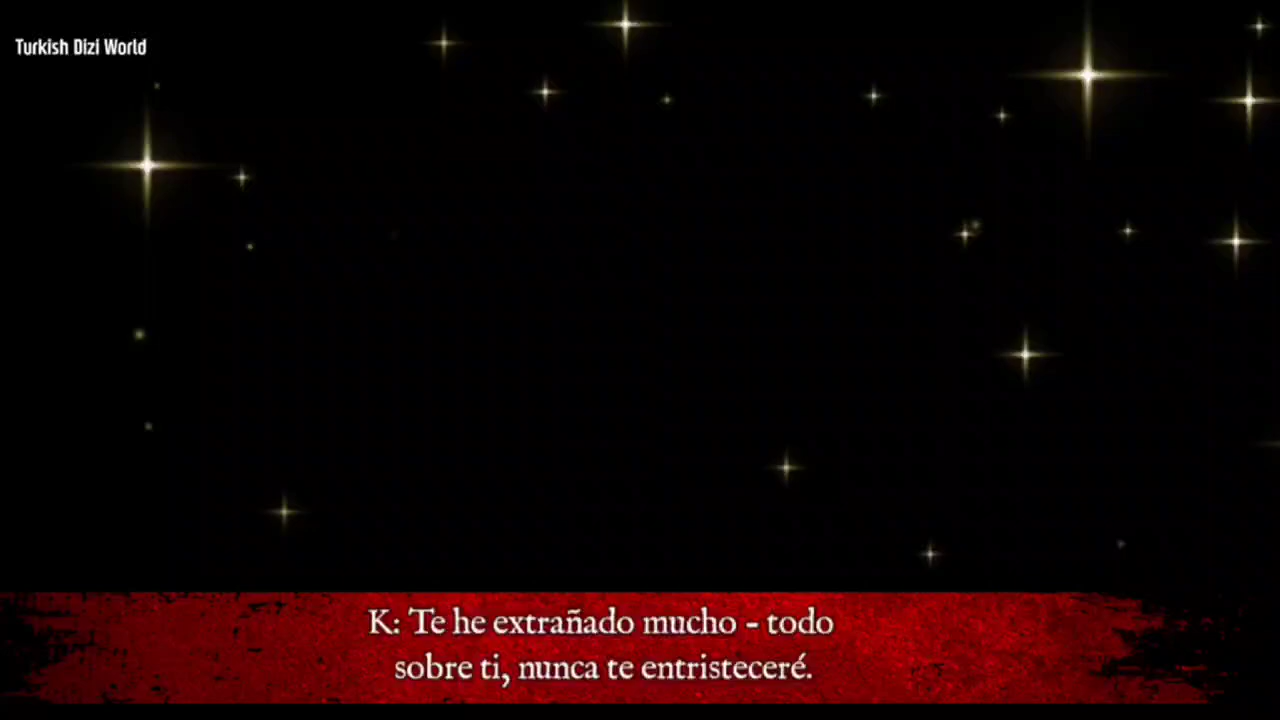 Turkish Dizi World
K: Te he extrañado mucho - todo
sobre ti, nunca te entristeceré.